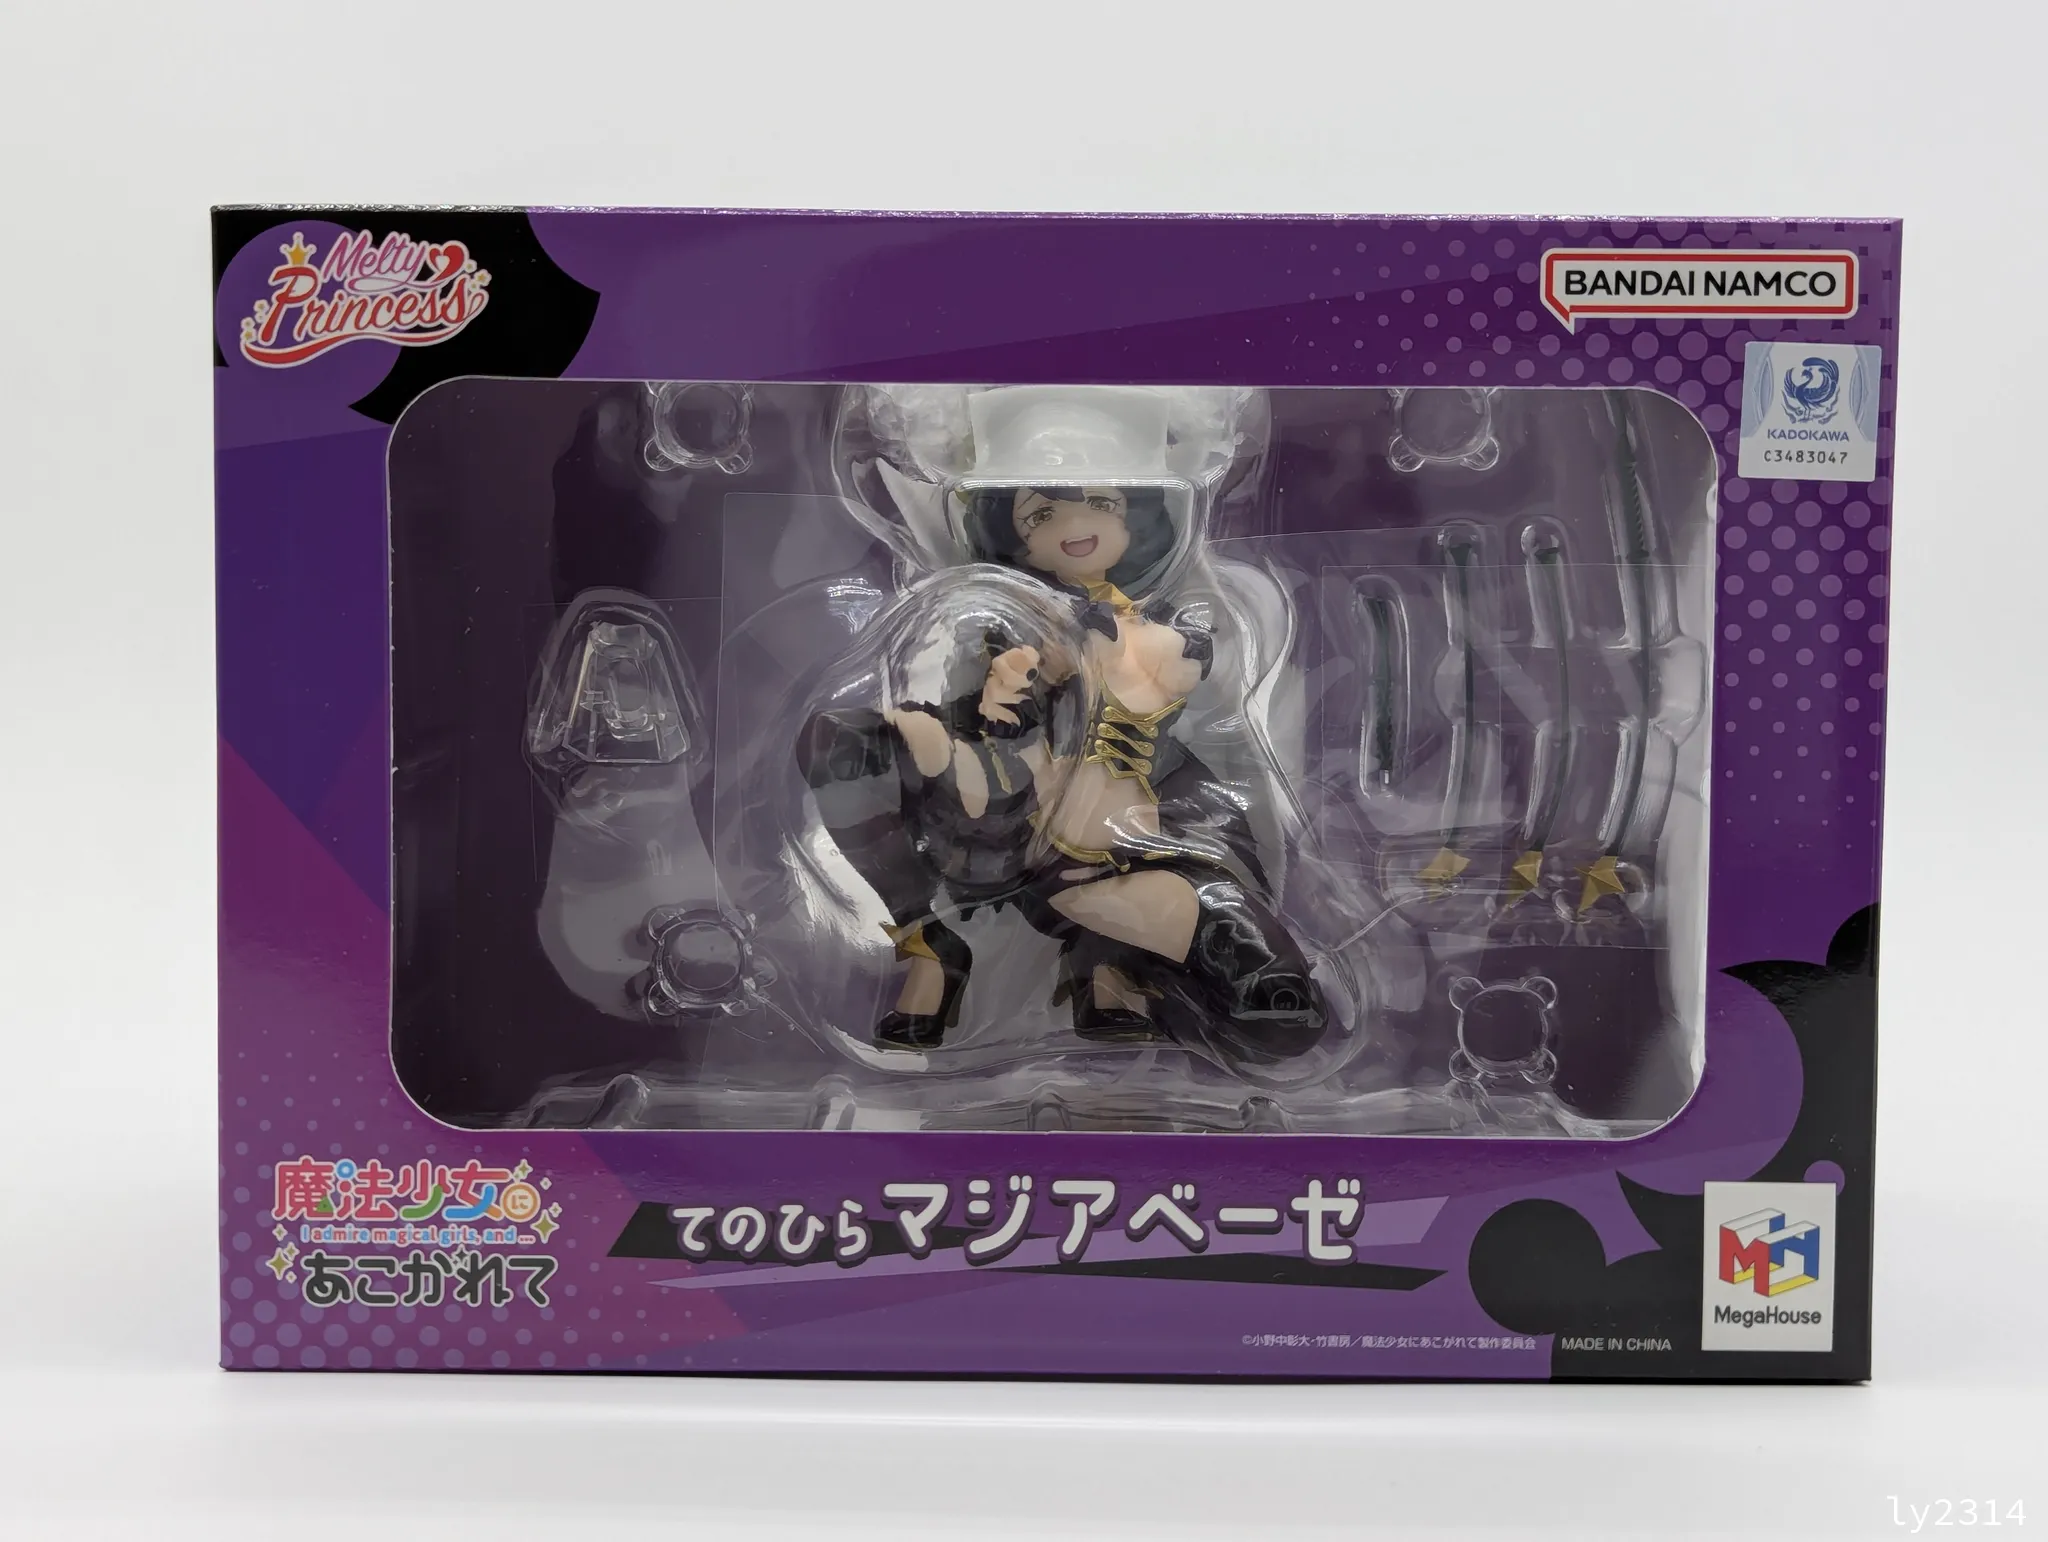 Melty
Princess
BANDAI NAMCO
KADOKAWA
C3483047
魔法少女に
I admire magical girls, and ...
あこがれて
てのひらマジアベーゼ
©小野中彰大・竹書房／魔法少女にあこがれて製作委員会
MADE IN CHINA
MH
MegaHouse
ly2314